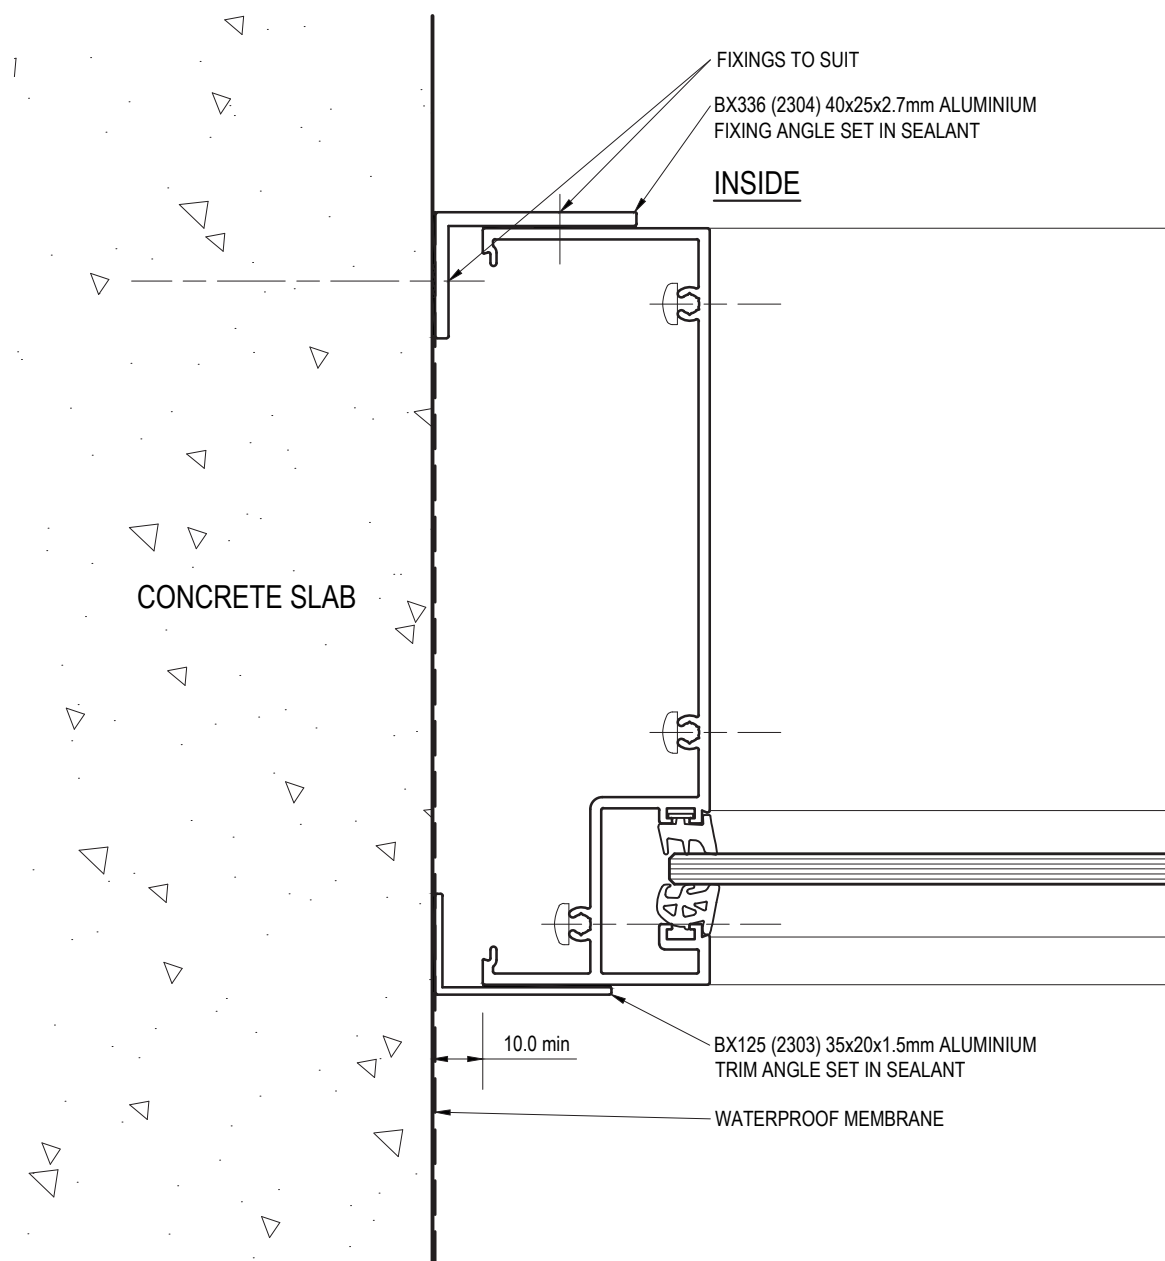 FIXINGS TO SUIT
BX336 (2304) 40x25x2.7mm ALUMINIUM
FIXING ANGLE SET IN SEALANT
INSIDE
CONCRETE SLAB
10.0 min
BX125 (2303) 35x20x1.5mm ALUMINIUM
TRIM ANGLE SET IN SEALANT
WATERPROOF MEMBRANE